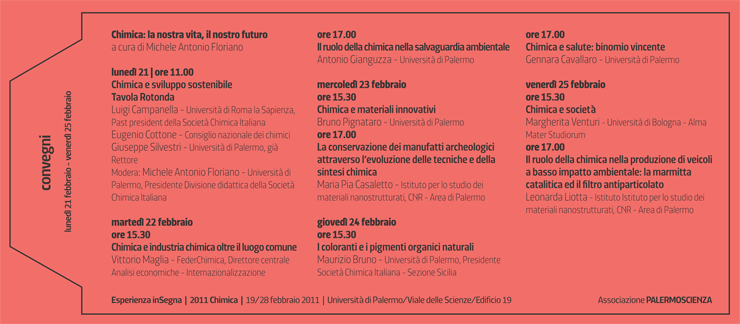 convegni
lunedì 21 febbraio – venerdì 25 febbraio
Chimica: la nostra vita, il nostro futuro
a cura di Michele Antonio Floriano
lunedì 21 | ore 11.00
Chimica e sviluppo sostenibile
Tavola Rotonda
Luigi Campanella – Università di Roma la Sapienza,
Past president della Società Chimica Italiana
Eugenio Cottone – Consiglio nazionale dei chimici
Giuseppe Silvestri – Università di Palermo, già
Rettore
Modera: Michele Antonio Floriano – Università di
Palermo, Presidente Divisione didattica della Società
Chimica Italiana
martedì 22 febbraio
ore 15.30
Chimica e industria chimica oltre il luogo comune
Vittorio Maglia – FederChimica, Direttore centrale
Analisi economiche – Internazionalizzazione
ore 17.00
Il ruolo della chimica nella salvaguardia ambientale
Antonio Gianguzza – Università di Palermo
mercoledì 23 febbraio
ore 15.30
Chimica e materiali innovativi
Bruno Pignataro – Università di Palermo
ore 17.00
La conservazione dei manufatti archeologici
attraverso l'evoluzione delle tecniche e della
sintesi chimica
Maria Pia Casaletto – Istituto per lo studio dei
materiali nanostrutturati, CNR – Area di Palermo
giovedì 24 febbraio
ore 15.30
I coloranti e i pigmenti organici naturali
Maurizio Bruno – Università di Palermo, Presidente
Società Chimica Italiana – Sezione Sicilia
ore 17.00
Chimica e salute: binomio vincente
Gennara Cavallaro – Università di Palermo
venerdì 25 febbraio
ore 15.30
Chimica e società
Margherita Venturi – Università di Bologna – Alma
Mater Studiorum
ore 17.00
Il ruolo della chimica nella produzione di veicoli
a basso impatto ambientale: la marmitta
catalitica ed il filtro antiparticolato
Leonarda Liotta – Istituto Istituto per lo studio dei
materiali nanostrutturati, CNR – Area di Palermo
Esperienza inSegna | 2011 Chimica | 19/28 febbraio 2011 | Università di Palermo/Viale delle Scienze/Edificio 19
Associazione PALERMOSCIENZA